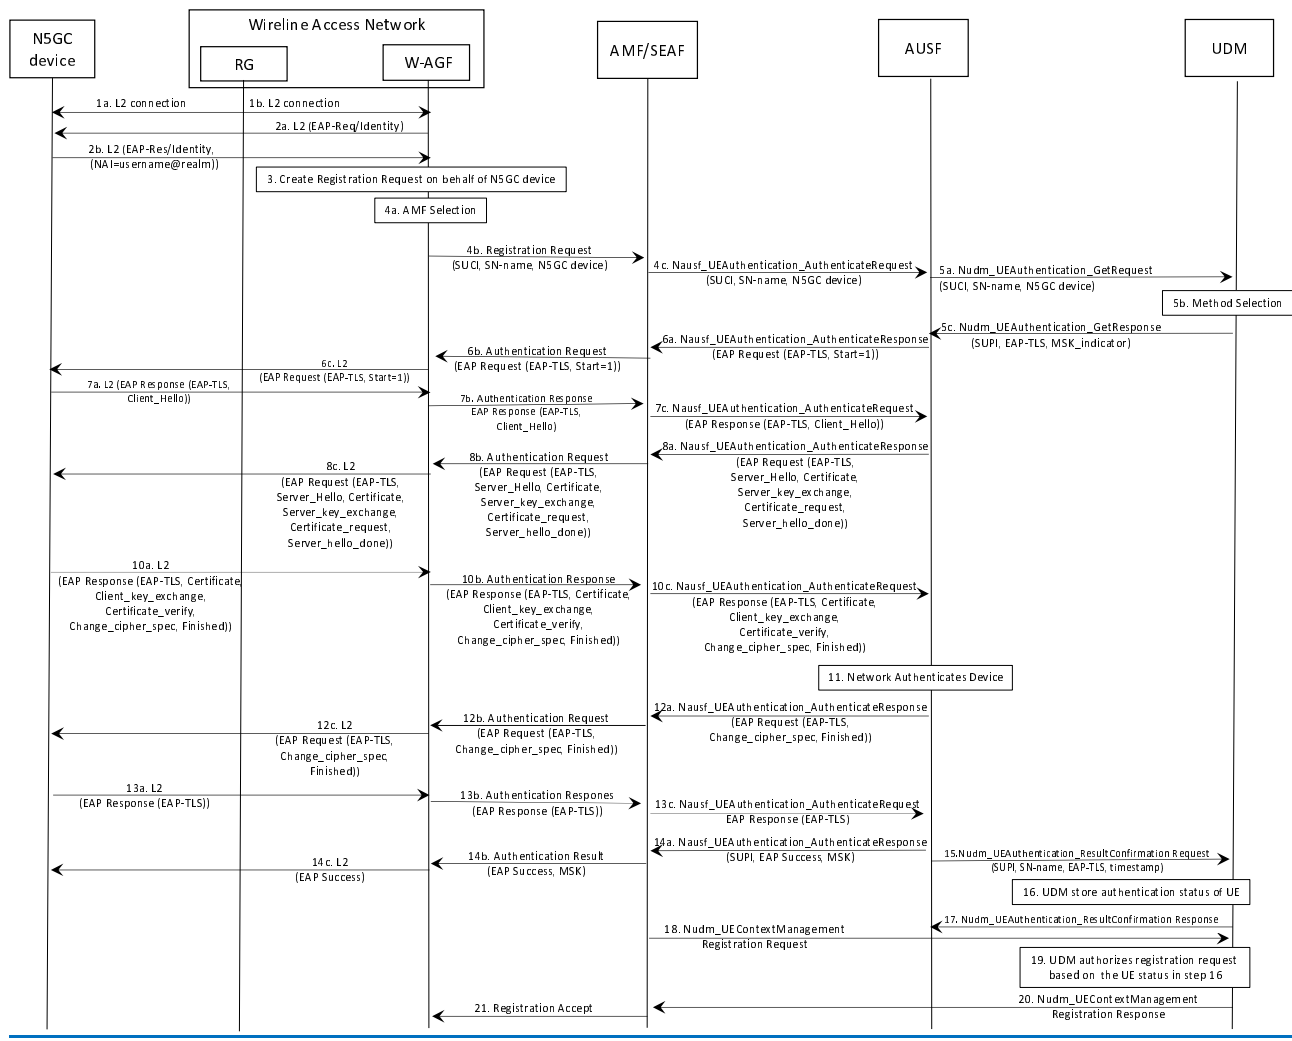 N5GC
device
Wireline Access Network
RG
W-AGF
AMF/SEAF
AUSF
UDM
1a. L2 connection
1b. L2 connection
2a. L2 (EAP-Req/Identity)
2b. L2 (EAP-Res/Identity,
(NAI=username@realm))
3. Create Registration Request on behalf of N5GC device
4a. AMF Selection
4b. Registration Request
(SUCI, SN-name, N5GC device)
4c. Nausf_UEAuthentication_AuthenticateRequest
(SUCI, SN-name, N5GC device)
5a. Nudm_UEAuthentication_GetRequest
(SUCI, SN-name, N5GC device)
5b. Method Selection
5c. Nudm_UEAuthentication_GetResponse
(SUPI, EAP-TLS, MSK_indicator)
6a. Nausf_UEAuthentication_AuthenticateResponse
(EAP Request (EAP-TLS, Start=1))
6b. Authentication Request
(EAP Request (EAP-TLS, Start=1))
6c. L2
(EAP Request (EAP-TLS, Start=1))
7a. L2 (EAP Response (EAP-TLS,
Client_Hello))
7b. Authentication Response
EAP Response (EAP-TLS,
Client_Hello)
7c. Nausf_UEAuthentication_AuthenticateRequest
(EAP Response (EAP-TLS, Client_Hello))
8a. Nausf_UEAuthentication_AuthenticateResponse
(EAP Request (EAP-TLS,
Server_Hello, Certificate,
Server_key_exchange,
Certificate_request,
Server_hello_done))
8b. Authentication Request
(EAP Request (EAP-TLS,
Server_Hello, Certificate,
Server_key_exchange,
Certificate_request,
Server_hello_done))
8c. L2
(EAP Request (EAP-TLS,
Server_Hello, Certificate,
Server_key_exchange,
Certificate_request,
Server_hello_done))
10a. L2
(EAP Response (EAP-TLS, Certificate,
Client_key_exchange,
Certificate_verify,
Change_cipher_spec, Finished))
10b. Authentication Response
(EAP Response (EAP-TLS, Certificate,
Client_key_exchange,
Certificate_verify,
Change_cipher_spec, Finished))
10c. Nausf_UEAuthentication_AuthenticateRequest
(EAP Response (EAP-TLS, Certificate,
Client_key_exchange,
Certificate_verify,
Change_cipher_spec, Finished))
11. Network Authenticates Device
12a. Nausf_UEAuthentication_AuthenticateResponse
(EAP Request (EAP-TLS,
Change_cipher_spec, Finished))
12b. Authentication Request
(EAP Request (EAP-TLS,
Change_cipher_spec, Finished))
12c. L2
(EAP Request (EAP-TLS,
Change_cipher_spec,
Finished))
13a. L2
(EAP Response (EAP-TLS))
13b. Authentication Respones
(EAP Response (EAP-TLS))
13c. Nausf_UEAuthentication_AuthenticateRequest
EAP Response (EAP-TLS)
14a. Nausf_UEAuthentication_AuthenticateResponse
(SUPI, EAP Success, MSK)
14b. Authentication Result
(EAP Success, MSK)
14c. L2
(EAP Success)
15.Nudm_UEAuthentication_ResultConfirmation Request
(SUPI, SN-name, EAP-TLS, timestamp)
16. UDM store authentication status of UE
17. Nudm_UEAuthentication_ResultConfirmation Response
18. Nudm_UEContextManagement
Registration Request
19. UDM authorizes registration request
based on the UE status in step 16
20. Nudm_UEContextManagement
Registration Response
21. Registration Accept